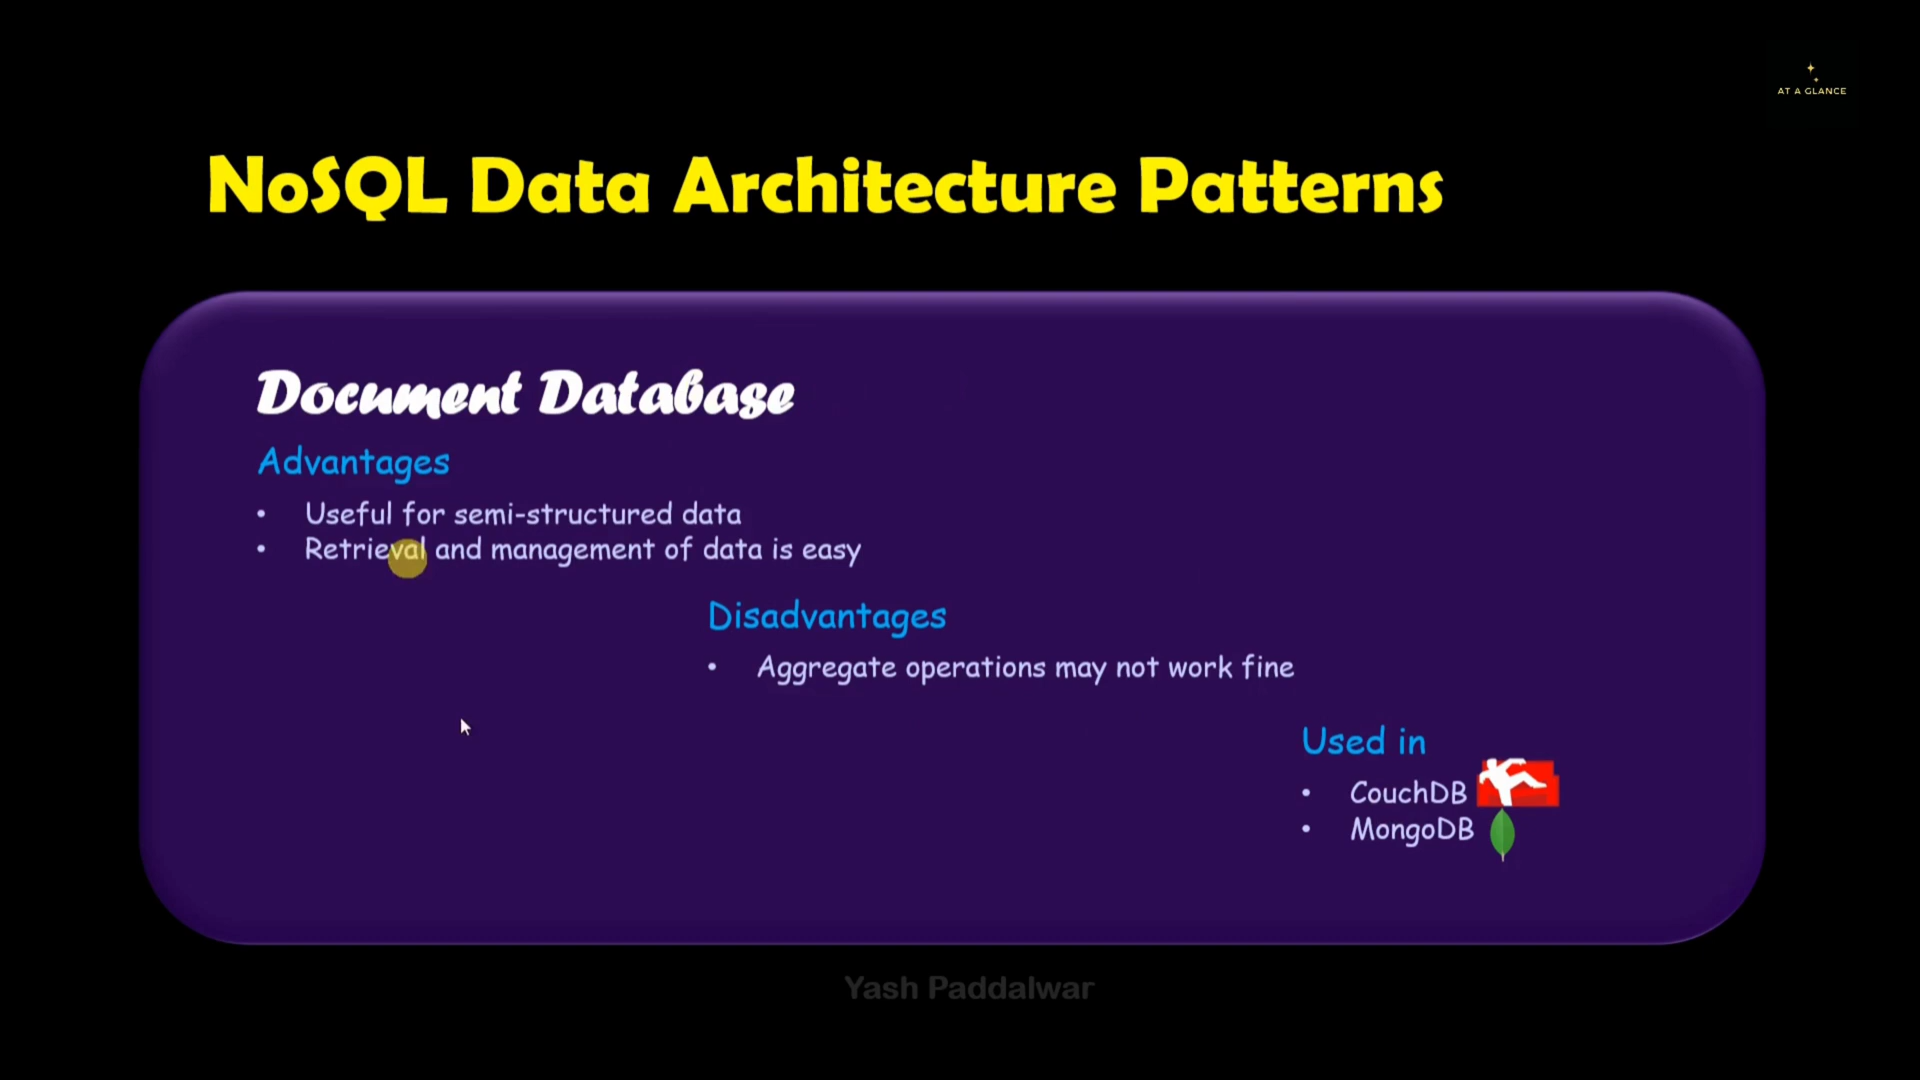 AT A GLANCE
NoSQL Data Architecture Patterns
Document Database
Advantages
• Useful for semi-structured data
• Retrieval and management of data is easy
Disadvantages
• Aggregate operations may not work fine
Used in
• CouchDB
• MongoDB
Yash Paddalwar